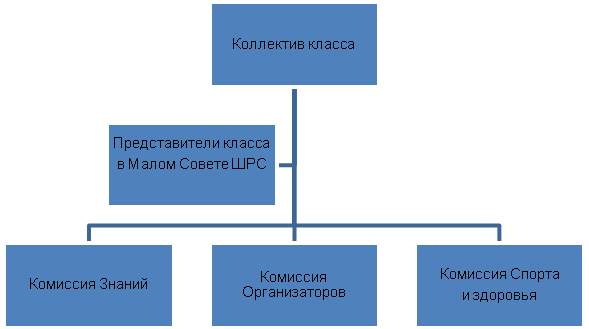 Коллектив класса
Представители класса
в Малом Совете ШРС
Комиссия Знаний
Комиссия
Организаторов
Комиссия Спорта
и здоровья